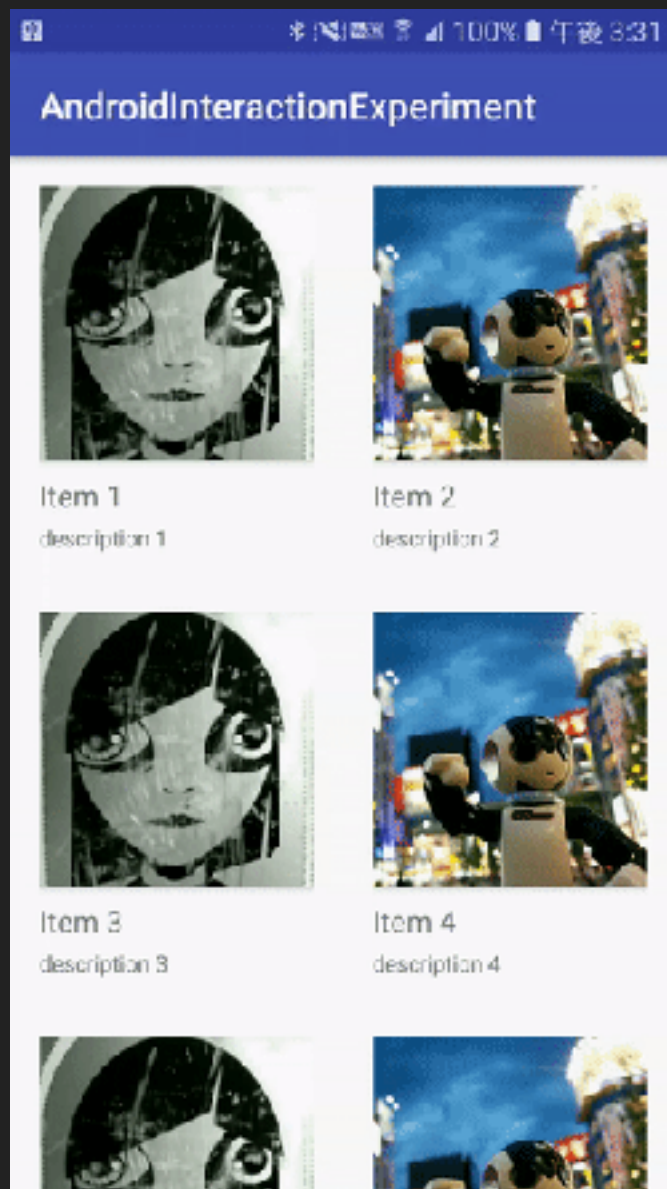 100% 午後 3:31
AndroidInteractionExperiment
Item 1
Item 2
description 1
description 2
Item 3
Item 4
description 3
description 4